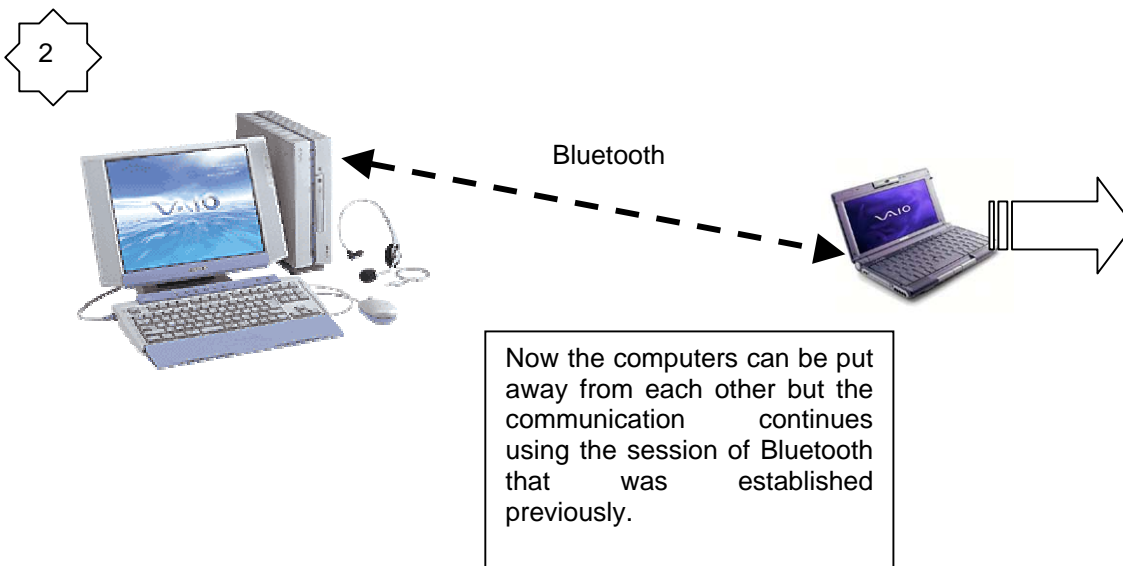 2
Bluetooth
VAIO
VAIO
Now the computers can be put
away from each other but the
communication continues
using the session of Bluetooth
that was established
previously.